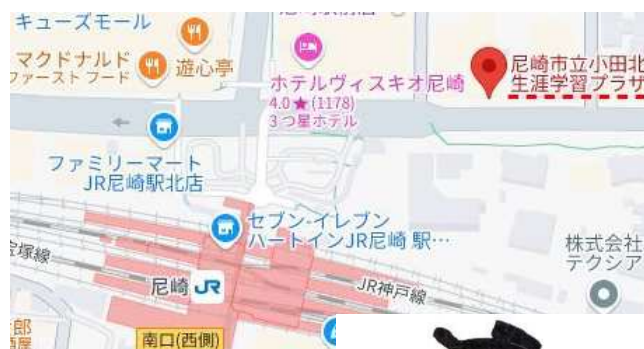 キューズモール
マクドナルド
ファースト フード
遊心亭
ホテルヴィスキオ尼崎
4.0★(1178)
3 つ星ホテル
尼崎市立小田北
生涯学習プラザ
ファミリーマート
JR尼崎駅北店
セブン-イレブン
ハートインJR尼崎 駅…
宝塚線
尼崎 JR
JR神戸線
株式会社
テクシア
南口(西側)